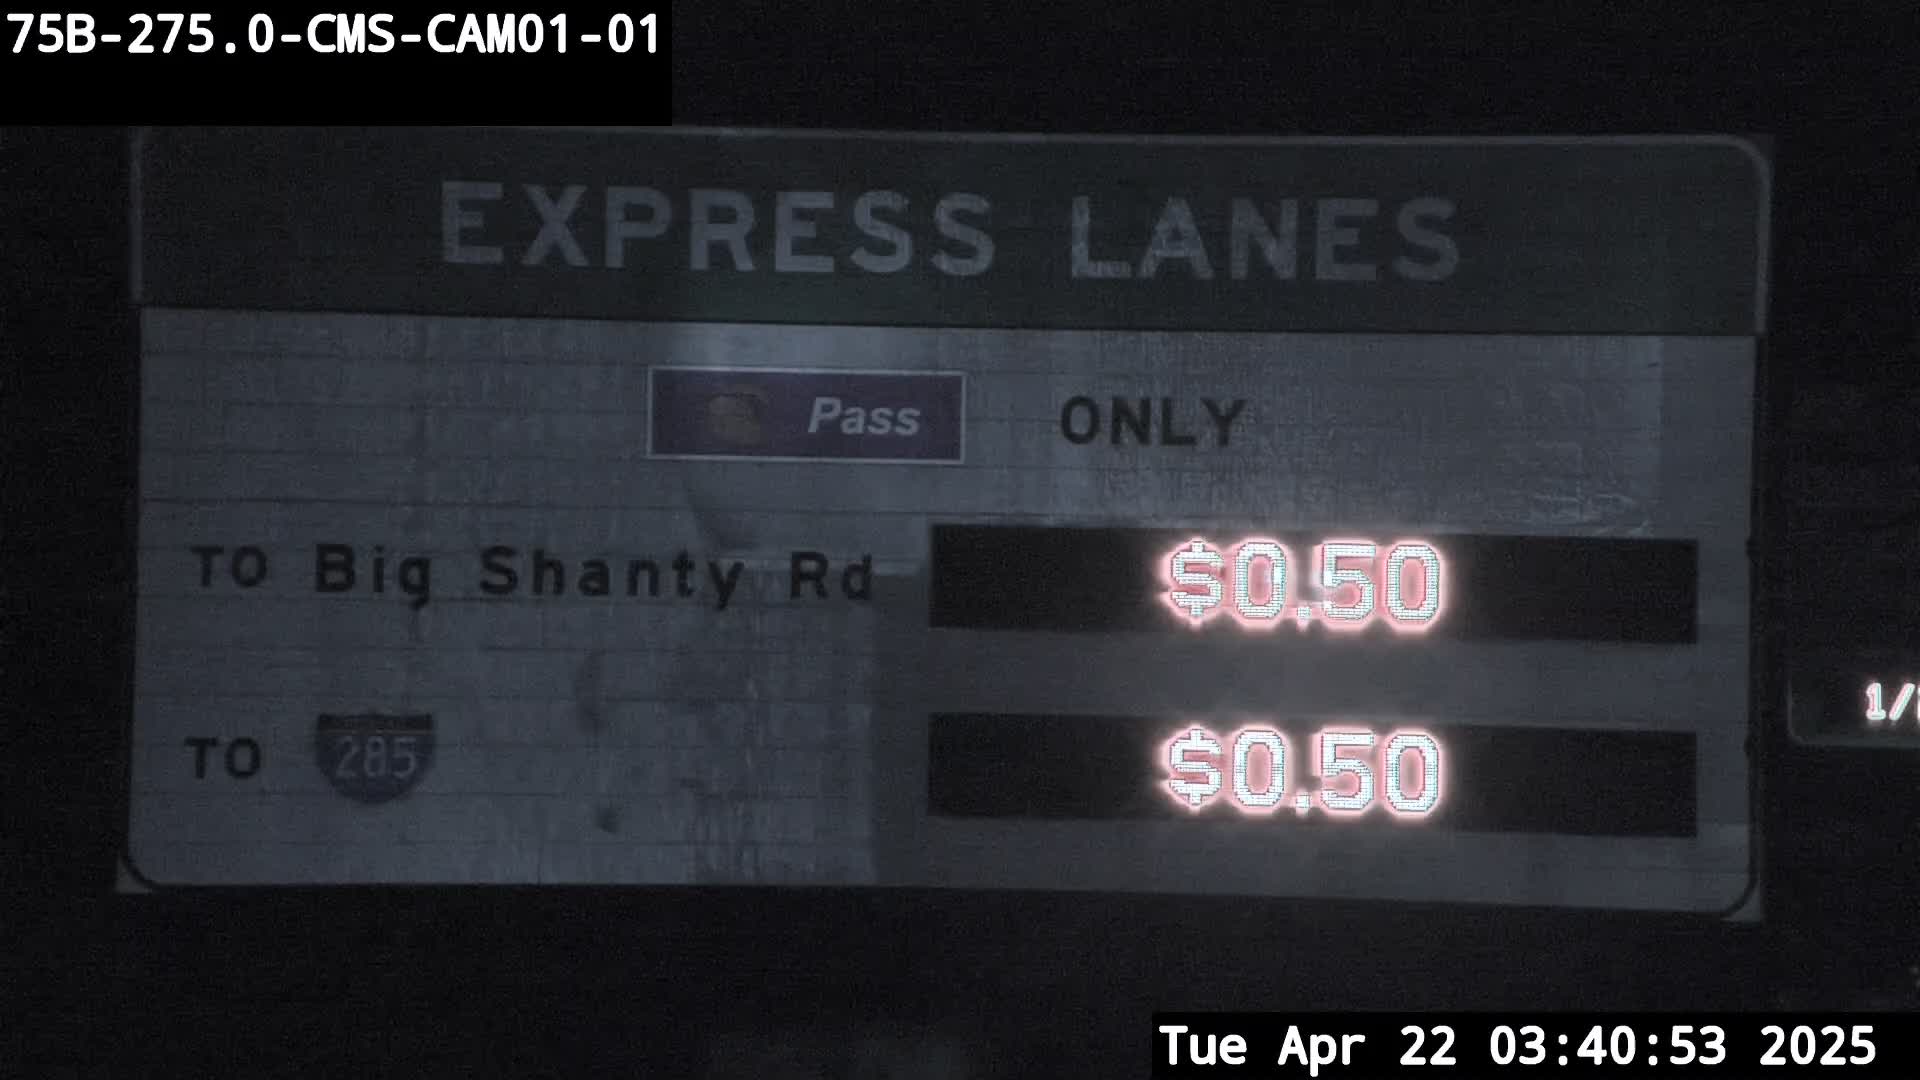 75B-275.0-CMS-CAM01-01
EXPRESS LANES
Pass ONLY
TO Big Shanty Rd $0.50
TO 285 $0.50
1/
Tue Apr 22 03:40:53 2025